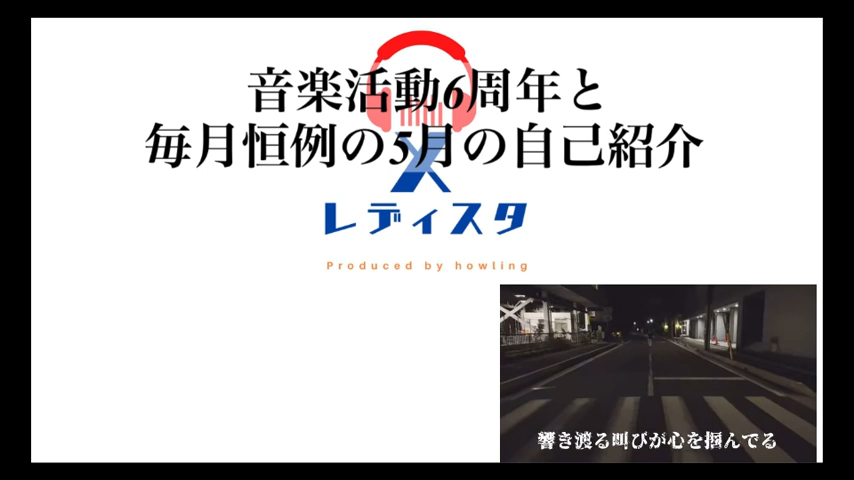 音楽活動6周年と
毎月恒例の5月の自己紹介
レディスタ
Produced by howling
響き渡る叫びが心を掴んでる